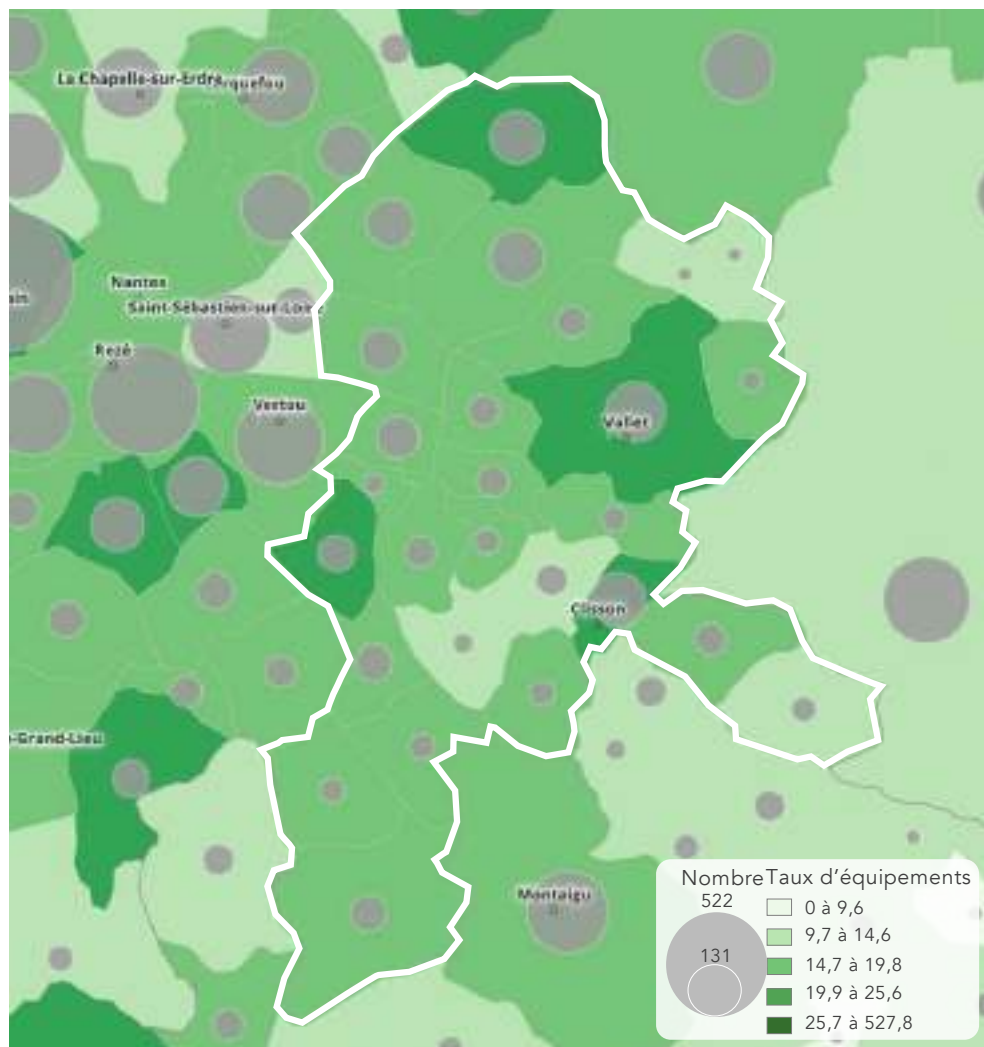 La Chapelle-sur-Erdre
rquefou
Nantes
ain
Saint-Sébastien-sur-Loire
Rezé
Vertou
Vallet
Clisson
-Grand-Lieu
Montaigu
Nombre Taux d'équipements
522
0 à 9,6
9,7 à 14,6
131
14,7 à 19,8
19,9 à 25,6
25,7 à 527,8